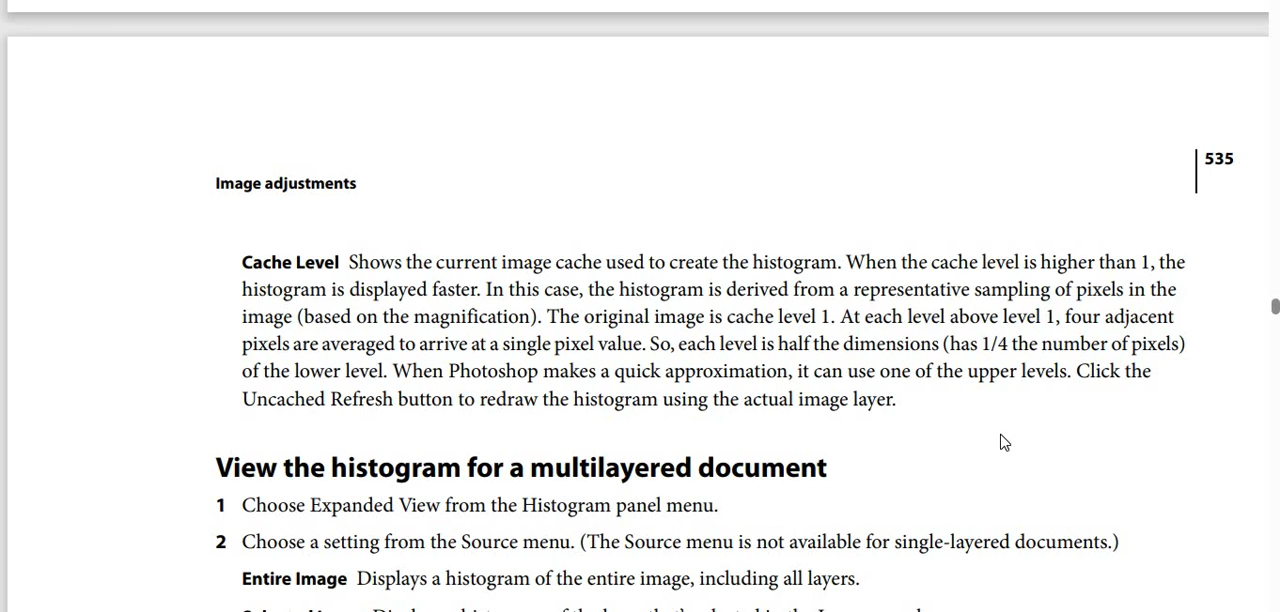 535
Image adjustments
Cache Level Shows the current image cache used to create the histogram. When the cache level is higher than 1, the
histogram is displayed faster. In this case, the histogram is derived from a representative sampling of pixels in the
image (based on the magnification). The original image is cache level 1. At each level above level 1, four adjacent
pixels are averaged to arrive at a single pixel value. So, each level is half the dimensions (has 1/4 the number of pixels)
of the lower level. When Photoshop makes a quick approximation, it can use one of the upper levels. Click the
Uncached Refresh button to redraw the histogram using the actual image layer.
View the histogram for a multilayered document
1 Choose Expanded View from the Histogram panel menu.
2 Choose a setting from the Source menu. (The Source menu is not available for single-layered documents.)
Entire Image Displays a histogram of the entire image, including all layers.